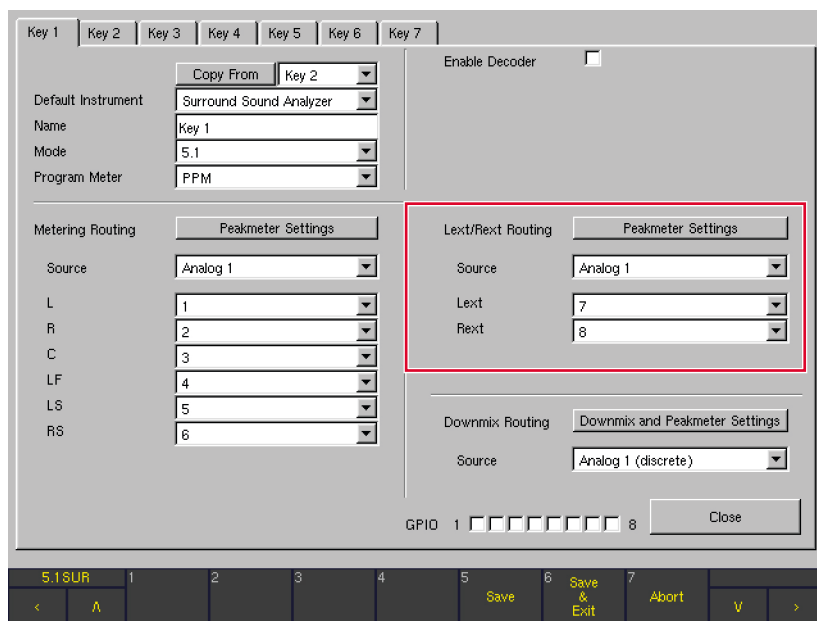 Key 1 Key 2 Key 3 Key 4 Key 5 Key 6 Key 7
Copy From Key 2
Default Instrument Surround Sound Analyzer
Name Key 1
Mode 5.1
Program Meter PPM
Enable Decoder
Metering Routing Peakmeter Settings
Source Analog 1
L 1
R 2
C 3
LF 4
LS 5
RS 6
Lext/Rext Routing Peakmeter Settings
Source Analog 1
Lext 7
Rext 8
Downmix Routing Downmix and Peakmeter Settings
Source Analog 1 (discrete)
GPIO 1 8
Close
5.1SUR 1 2 3 4 5 6 7
Save
Save
&
Exit
Abort
< Λ V >